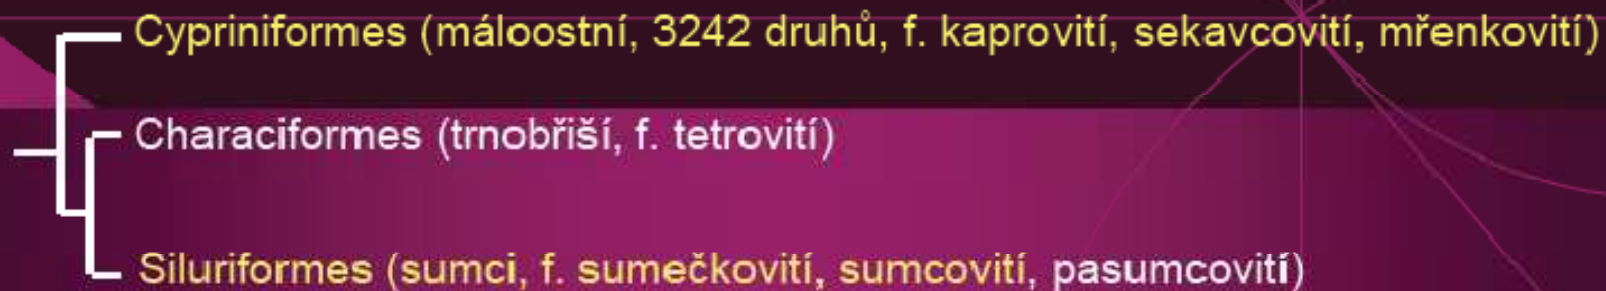 Cypriniformes (máloostní, 3242 druhů, f. kaprovití, sekavcovití, mřenkovití)
Characiformes (trnobřiší, f. tetrovití)
Siluriformes (sumci, f. sumečkovití, sumcovití, pasumcovití)